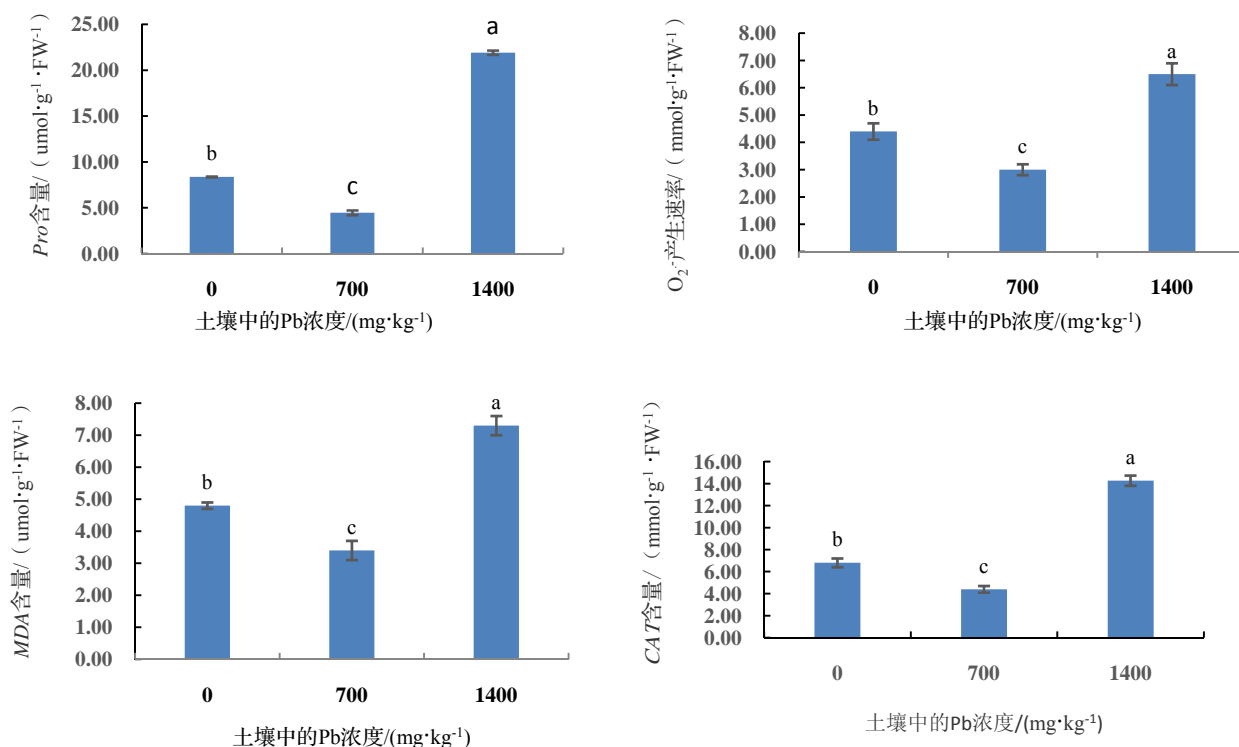 Pro含量/（umol·g⁻¹·FW⁻¹）
25.00
20.00
15.00
10.00
5.00
0.00
b
c
a
0 700 1400
土壤中的Pb浓度/(mg·kg⁻¹)
O₂·⁻产生速率/（mmol·g⁻¹·FW⁻¹）
8.00
7.00
6.00
5.00
4.00
3.00
2.00
1.00
0.00
b
c
a
0 700 1400
土壤中的Pb浓度/(mg·kg⁻¹)
MDA含量/（umol·g⁻¹·FW⁻¹）
8.00
7.00
6.00
5.00
4.00
3.00
2.00
1.00
0.00
b
c
a
0 700 1400
土壤中的Pb浓度/(mg·kg⁻¹)
CAT含量/（mmol·g⁻¹·FW⁻¹）
16.00
14.00
12.00
10.00
8.00
6.00
4.00
2.00
0.00
b
c
a
0 700 1400
土壤中的Pb浓度/(mg·kg⁻¹)